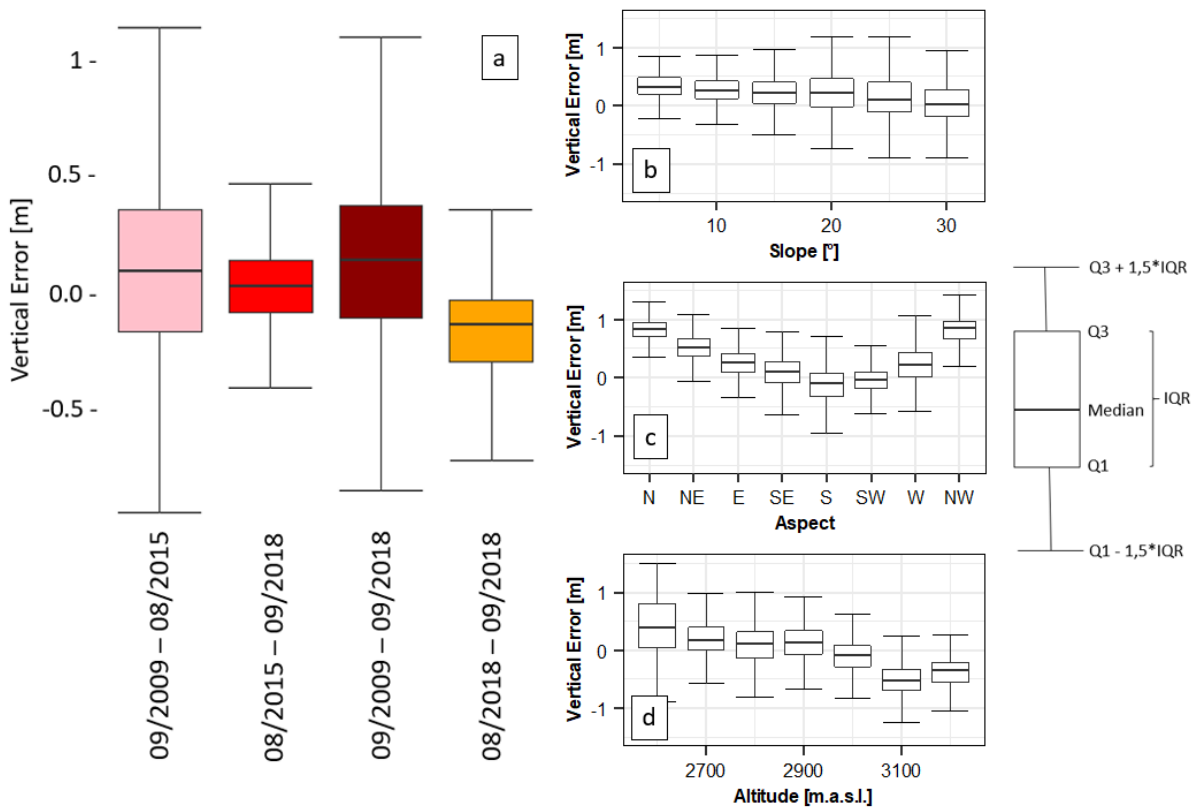 a
Vertical Error [m]
1 -
0.5 -
0.0 -
-0.5 -
09/2009 – 08/2015
08/2015 – 09/2018
09/2009 – 09/2018
08/2018 – 09/2018
b
Vertical Error [m]
1
0
-1
10 20 30
Slope [°]
c
Vertical Error [m]
1
0
-1
N NE E SE S SW W NW
Aspect
d
Vertical Error [m]
1
0
-1
2700 2900 3100
Altitude [m.a.s.l.]
Q3 + 1,5*IQR
Q3
IQR
Median
Q1
Q1 - 1,5*IQR